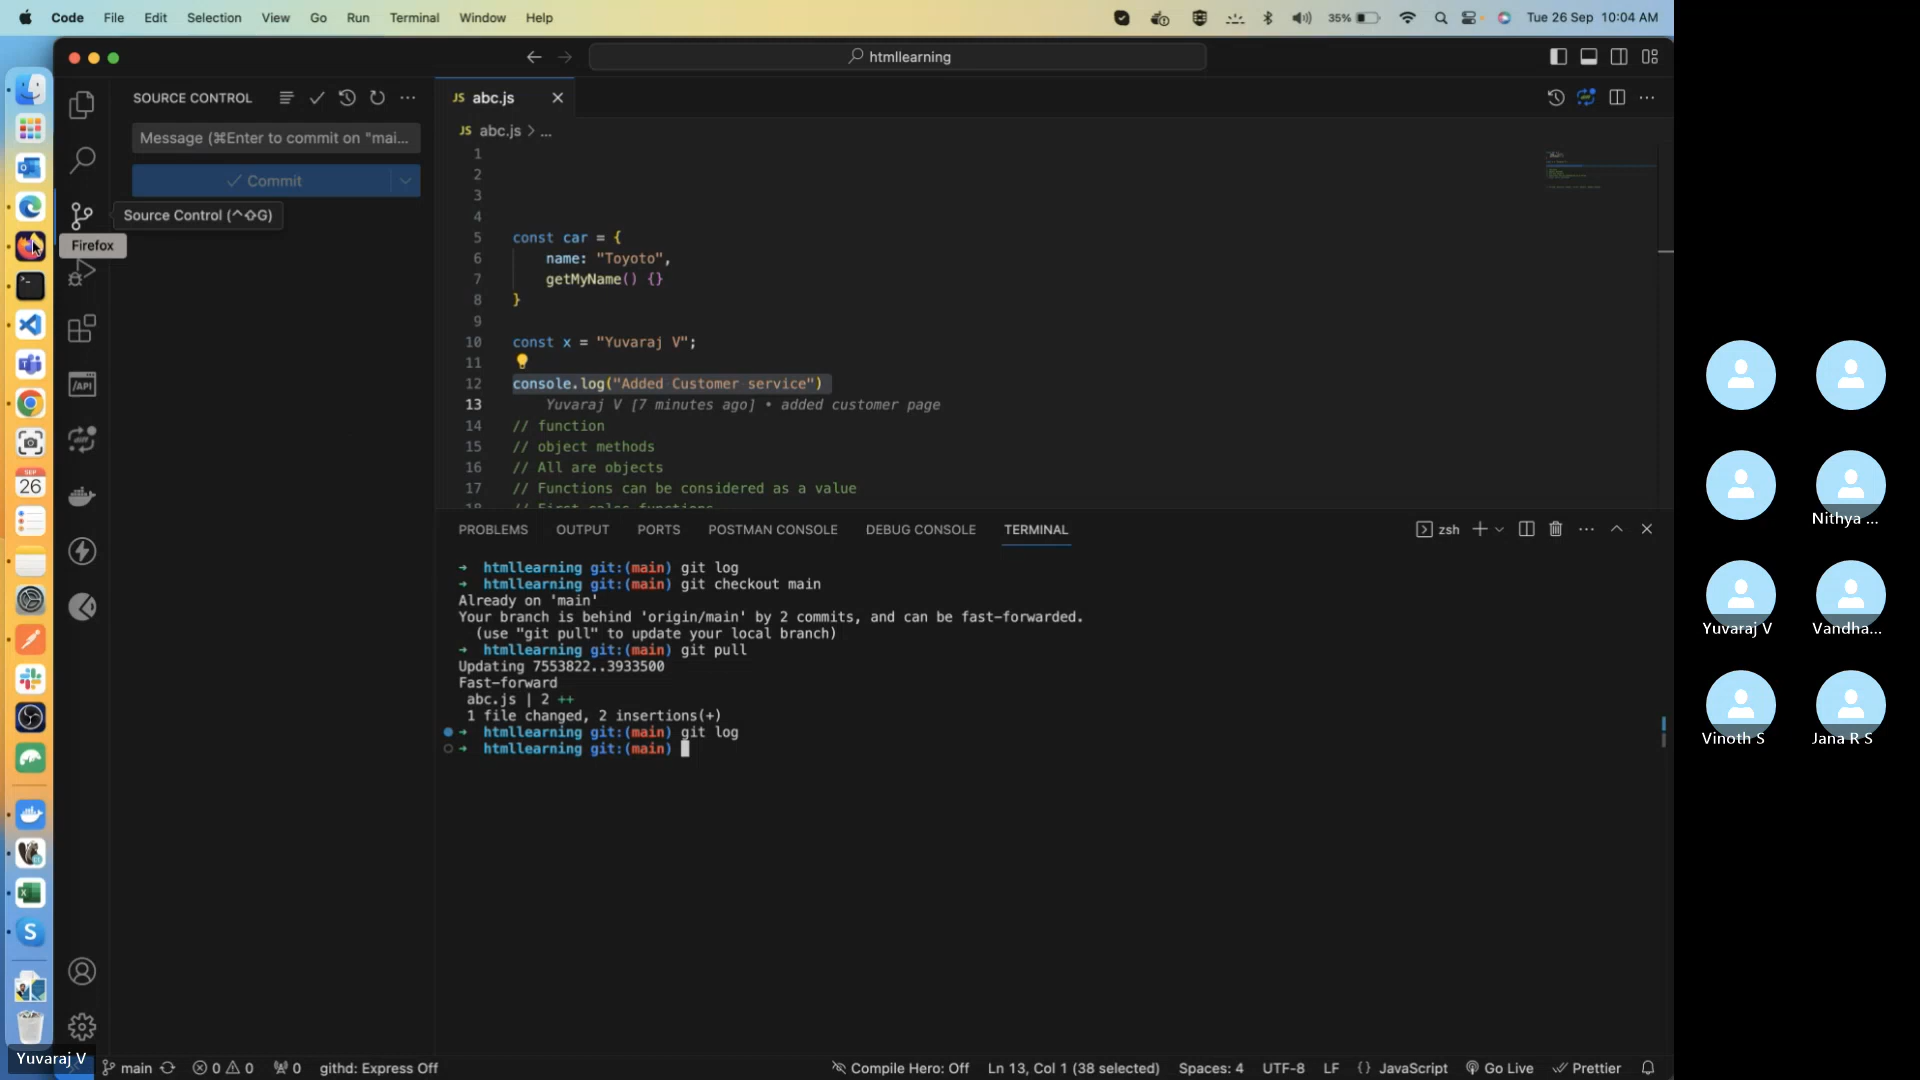 Code File Edit Selection View Go Run Terminal Window Help 35% Tue 26 Sep 10:04 AM
htmllearning
SOURCE CONTROL
JS abc.js
Message (⌘Enter to commit on "mai...
JS abc.js > ...
Commit
Source Control (^⇧G)
Firefox
/API
SEP
26
1
2
3
4
5 const car = {
6 name: "Toyoto",
7 getMyName() {}
8 }
9
10 const x = "Yuvaraj V";
11
12 console.log("Added Customer service")
13 Yuvaraj V [7 minutes ago] • added customer page
14 // function
15 // object methods
16 // All are objects
17 // Functions can be considered as a value
18 // First calss functions
PROBLEMS OUTPUT PORTS POSTMAN CONSOLE DEBUG CONSOLE TERMINAL zsh
➜ htmllearning git:(main) git log
➜ htmllearning git:(main) git checkout main
Already on 'main'
Your branch is behind 'origin/main' by 2 commits, and can be fast-forwarded.
(use "git pull" to update your local branch)
➜ htmllearning git:(main) git pull
Updating 7553822..3933500
Fast-forward
abc.js | 2 ++
1 file changed, 2 insertions(+)
➜ htmllearning git:(main) git log
➜ htmllearning git:(main)
Yuvaraj V
main 0 0 0 githd: Express Off Compile Hero: Off Ln 13, Col 1 (38 selected) Spaces: 4 UTF-8 LF {} JavaScript Go Live Prettier
Nithya ...
Yuvaraj V
Vandha...
Vinoth S
Jana R S